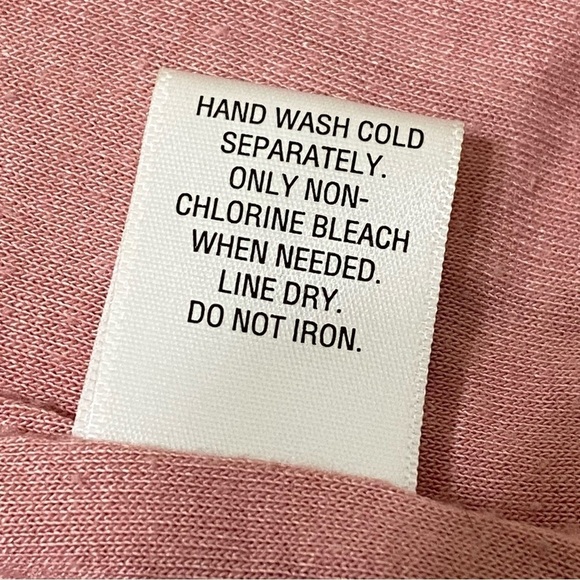 HAND WASH COLD
SEPARATELY.
ONLY NON-
CHLORINE BLEACH
WHEN NEEDED.
LINE DRY.
DO NOT IRON.